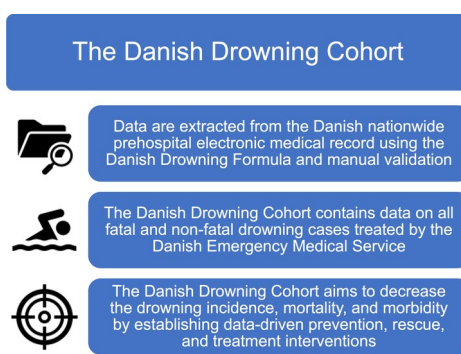 The Danish Drowning Cohort
Data are extracted from the Danish nationwide
prehospital electronic medical record using the
Danish Drowning Formula and manual validation
The Danish Drowning Cohort contains data on all
fatal and non-fatal drowning cases treated by the
Danish Emergency Medical Service
The Danish Drowning Cohort aims to decrease
the drowning incidence, mortality, and morbidity
by establishing data-driven prevention, rescue,
and treatment interventions